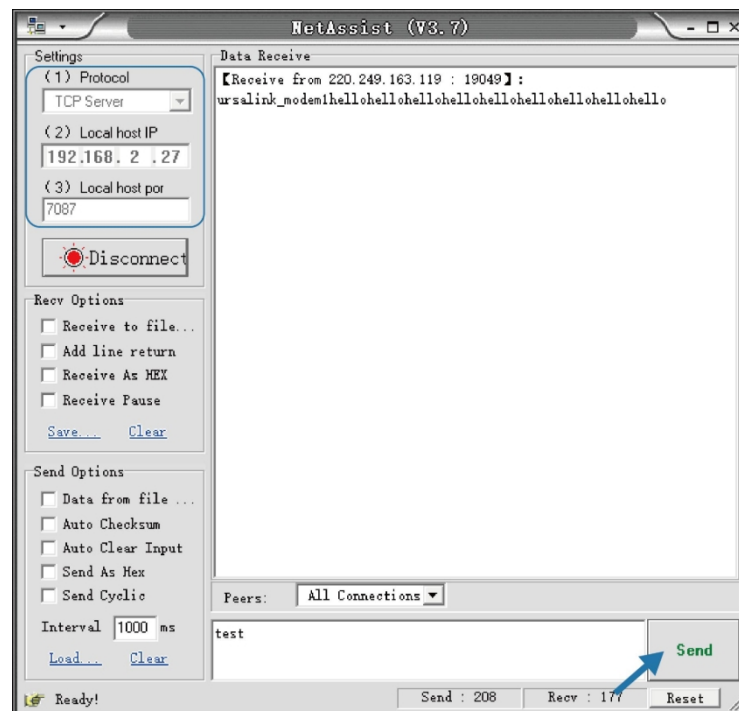 NetAssist (V3.7)
Settings
(1) Protocol
TCP Server
(2) Local host IP
192.168. 2 .27
(3) Local host por
7087
Disconnect
Recv Options
Receive to file...
Add line return
Receive As HEX
Receive Pause
Save... Clear
Send Options
Data from file ...
Auto Checksum
Auto Clear Input
Send As Hex
Send Cyclic
Interval 1000 ms
Load... Clear
Data Receive
【Receive from 220.249.163.119 : 19049】:
ursalink_modem1hellohellohellohellohellohellohellohellohello
Peers: All Connections
test
Send
Ready!
Send : 208
Recv : 177
Reset